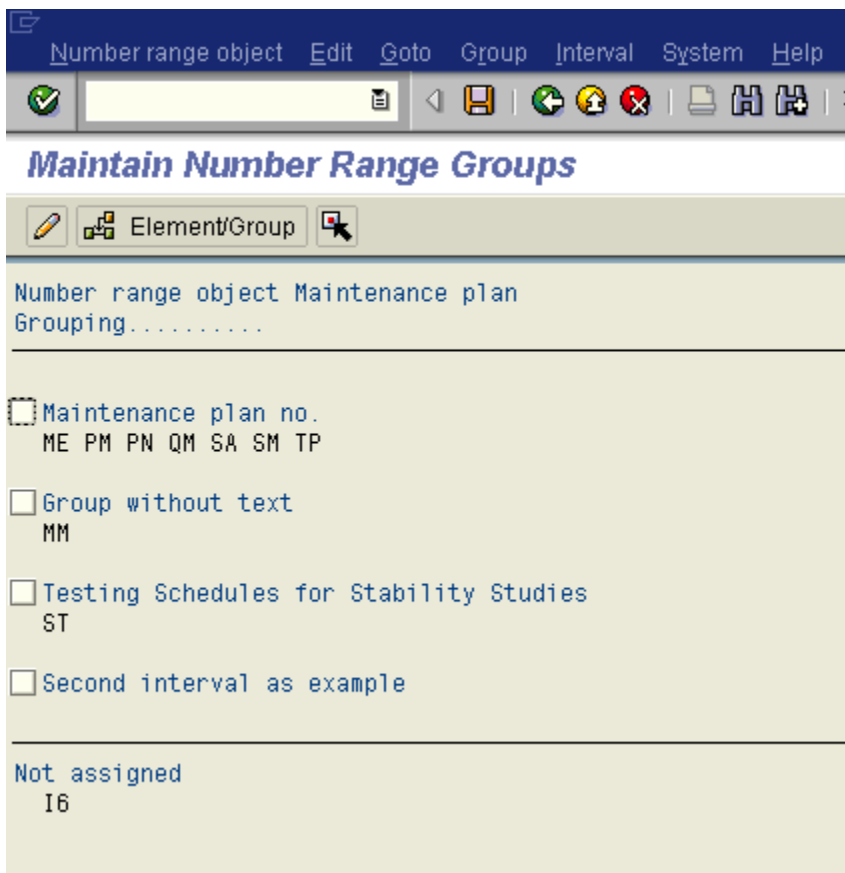 Number range object Edit Goto Group Interval System Help
Maintain Number Range Groups
Element/Group
Number range object Maintenance plan
Grouping..........
Maintenance plan no.
ME PM PN QM SA SM TP
Group without text
MM
Testing Schedules for Stability Studies
ST
Second interval as example
Not assigned
I6